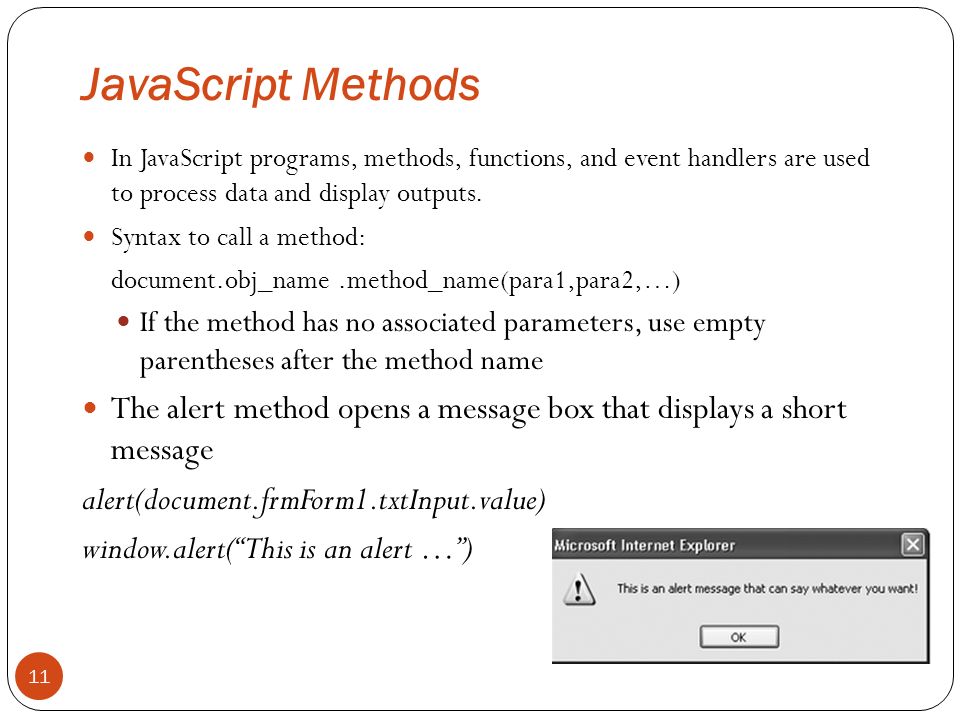 JavaScript Methods
In JavaScript programs, methods, functions, and event handlers are used
to process data and display outputs.
Syntax to call a method:
document.obj_name .method_name(para1,para2,…)
If the method has no associated parameters, use empty
parentheses after the method name
The alert method opens a message box that displays a short
message
alert(document.frmForm1.txtInput.value)
window.alert(“This is an alert …”)
Microsoft Internet Explorer
This is an alert message that can say whatever you want!
OK
11